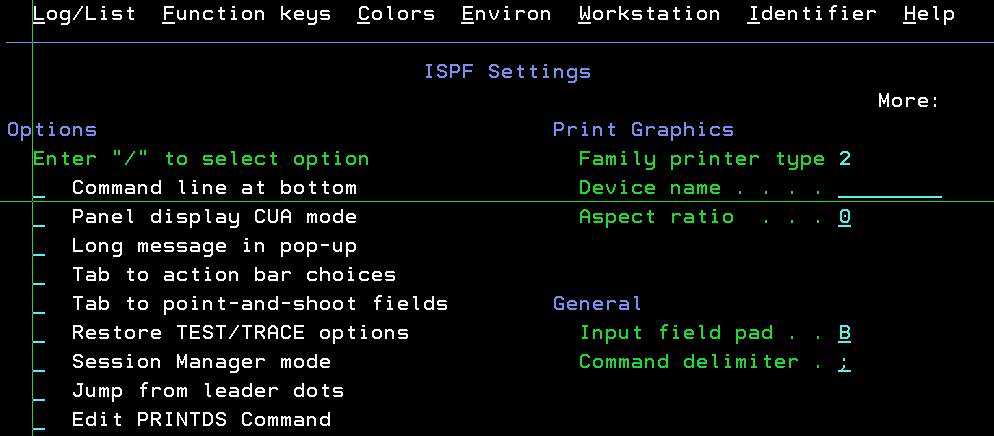 Log/List Function keys Colors Environ Workstation Identifier Help
ISPF Settings
More:
Options Print Graphics
Enter "/" to select option Family printer type 2
_ Command line at bottom Device name . . . . ________
_ Panel display CUA mode Aspect ratio . . . 0
_ Long message in pop-up
_ Tab to action bar choices
_ Tab to point-and-shoot fields General
_ Restore TEST/TRACE options Input field pad . . B
_ Session Manager mode Command delimiter . ;
_ Jump from leader dots
_ Edit PRINTDS Command